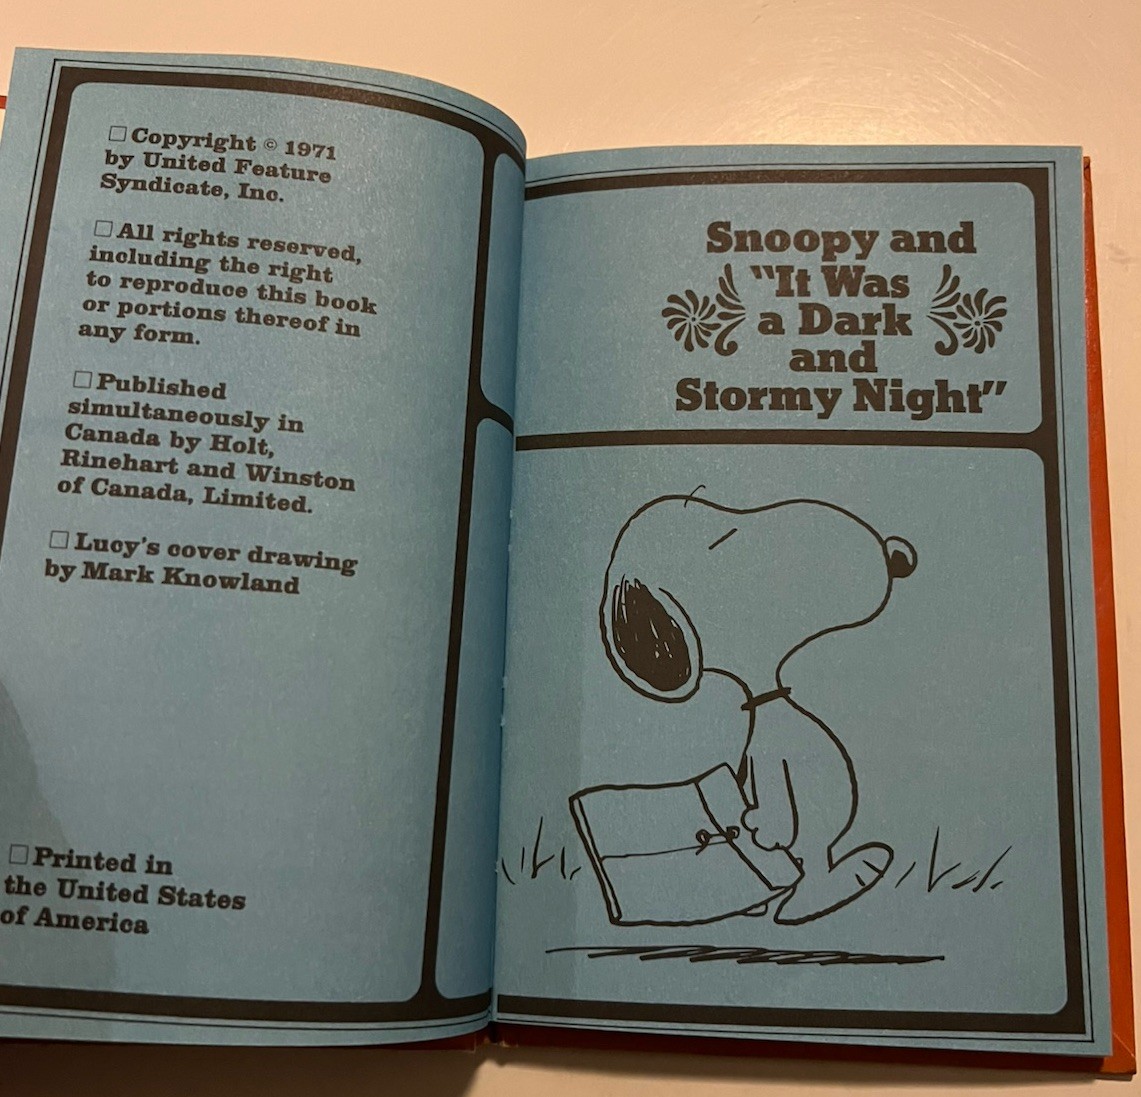 □ Copyright © 1971
by United Feature
Syndicate, Inc.
□ All rights reserved,
including the right
to reproduce this book
or portions thereof in
any form.
□ Published
simultaneously in
Canada by Holt,
Rinehart and Winston
of Canada, Limited.
□ Lucy's cover drawing
by Mark Knowland
□ Printed in
the United States
of America
Snoopy and
"It Was
a Dark
and
Stormy Night"